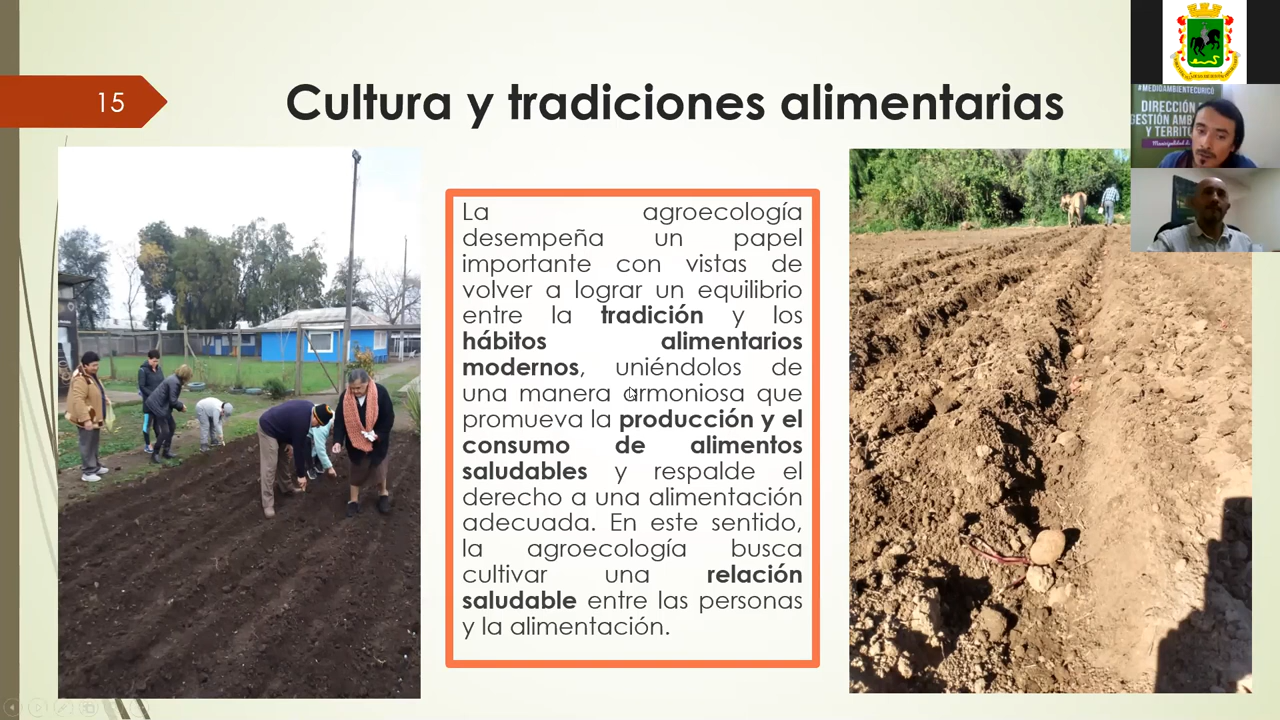 15
Cultura y tradiciones alimentarias
La agroecología
desempeña un papel
importante con vistas de
volver a lograr un equilibrio
entre la tradición y los
hábitos alimentarios
modernos, uniéndolos de
una manera armoniosa que
promueva la producción y el
consumo de alimentos
saludables y respalde el
derecho a una alimentación
adecuada. En este sentido,
la agroecología busca
cultivar una relación
saludable entre las personas
y la alimentación.
#MEDIOAMBIENTECURICÓ
DIRECCIÓN
GESTIÓN AMB
Y TERRITO